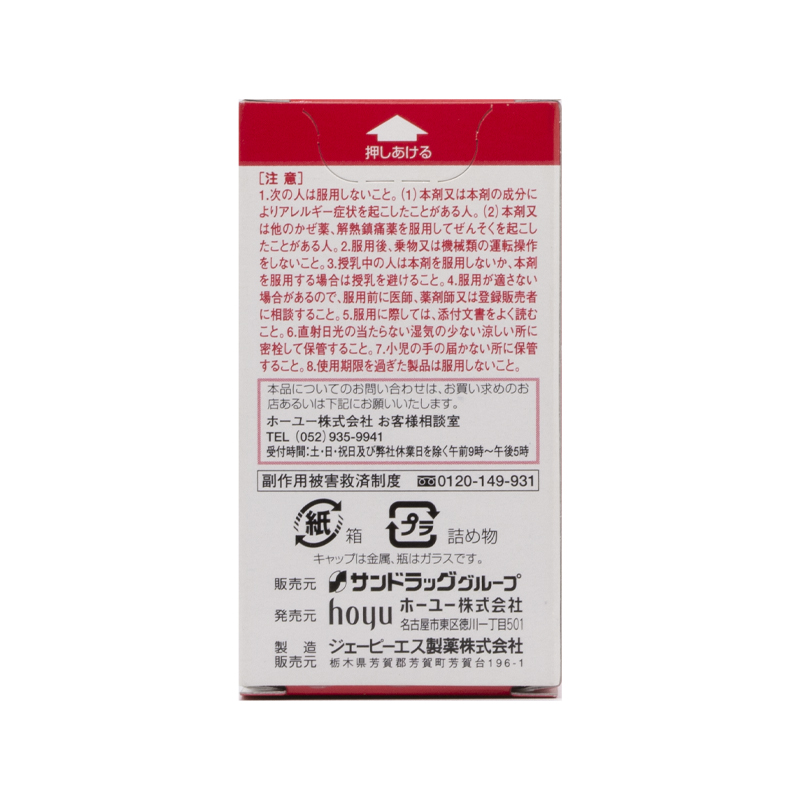 押しあける
[注意]
1.次の人は服用しないこと。(1)本剤又は本剤の成分に
よりアレルギー症状を起こしたことがある人。(2)本剤又
は他のかぜ薬、解熱鎮痛薬を服用してぜんそくを起こし
たことがある人。2.服用後、乗物又は機械類の運転操作
をしないこと。3.授乳中の人は本剤を服用しないか、本剤
を服用する場合は授乳を避けること。4.服用が適さない
場合があるので、服用前に医師、薬剤師又は登録販売者
に相談すること。5.服用に際しては、添付文書をよく読む
こと。6.直射日光の当たらない湿気の少ない涼しい所に
密栓して保管すること。7.小児の手の届かない所に保管
すること。8.使用期限を過ぎた製品は服用しないこと。
本品についてのお問い合わせは、お買い求めのお
店あるいは下記にお願いいたします。
ホーユー株式会社 お客様相談室
TEL (052)935-9941
受付時間:土・日・祝日及び弊社休業日を除く午前9時〜午後5時
副作用被害救済制度 0120-149-931
紙 箱 プラ 詰め物
キャップは金属、瓶はガラスです。
販売元 サンドラッググループ
発売元 hoyu ホーユー株式会社
名古屋市東区徳川一丁目501
製造販売元 ジェーピーエス製薬株式会社
栃木県芳賀郡芳賀町芳賀台196-1